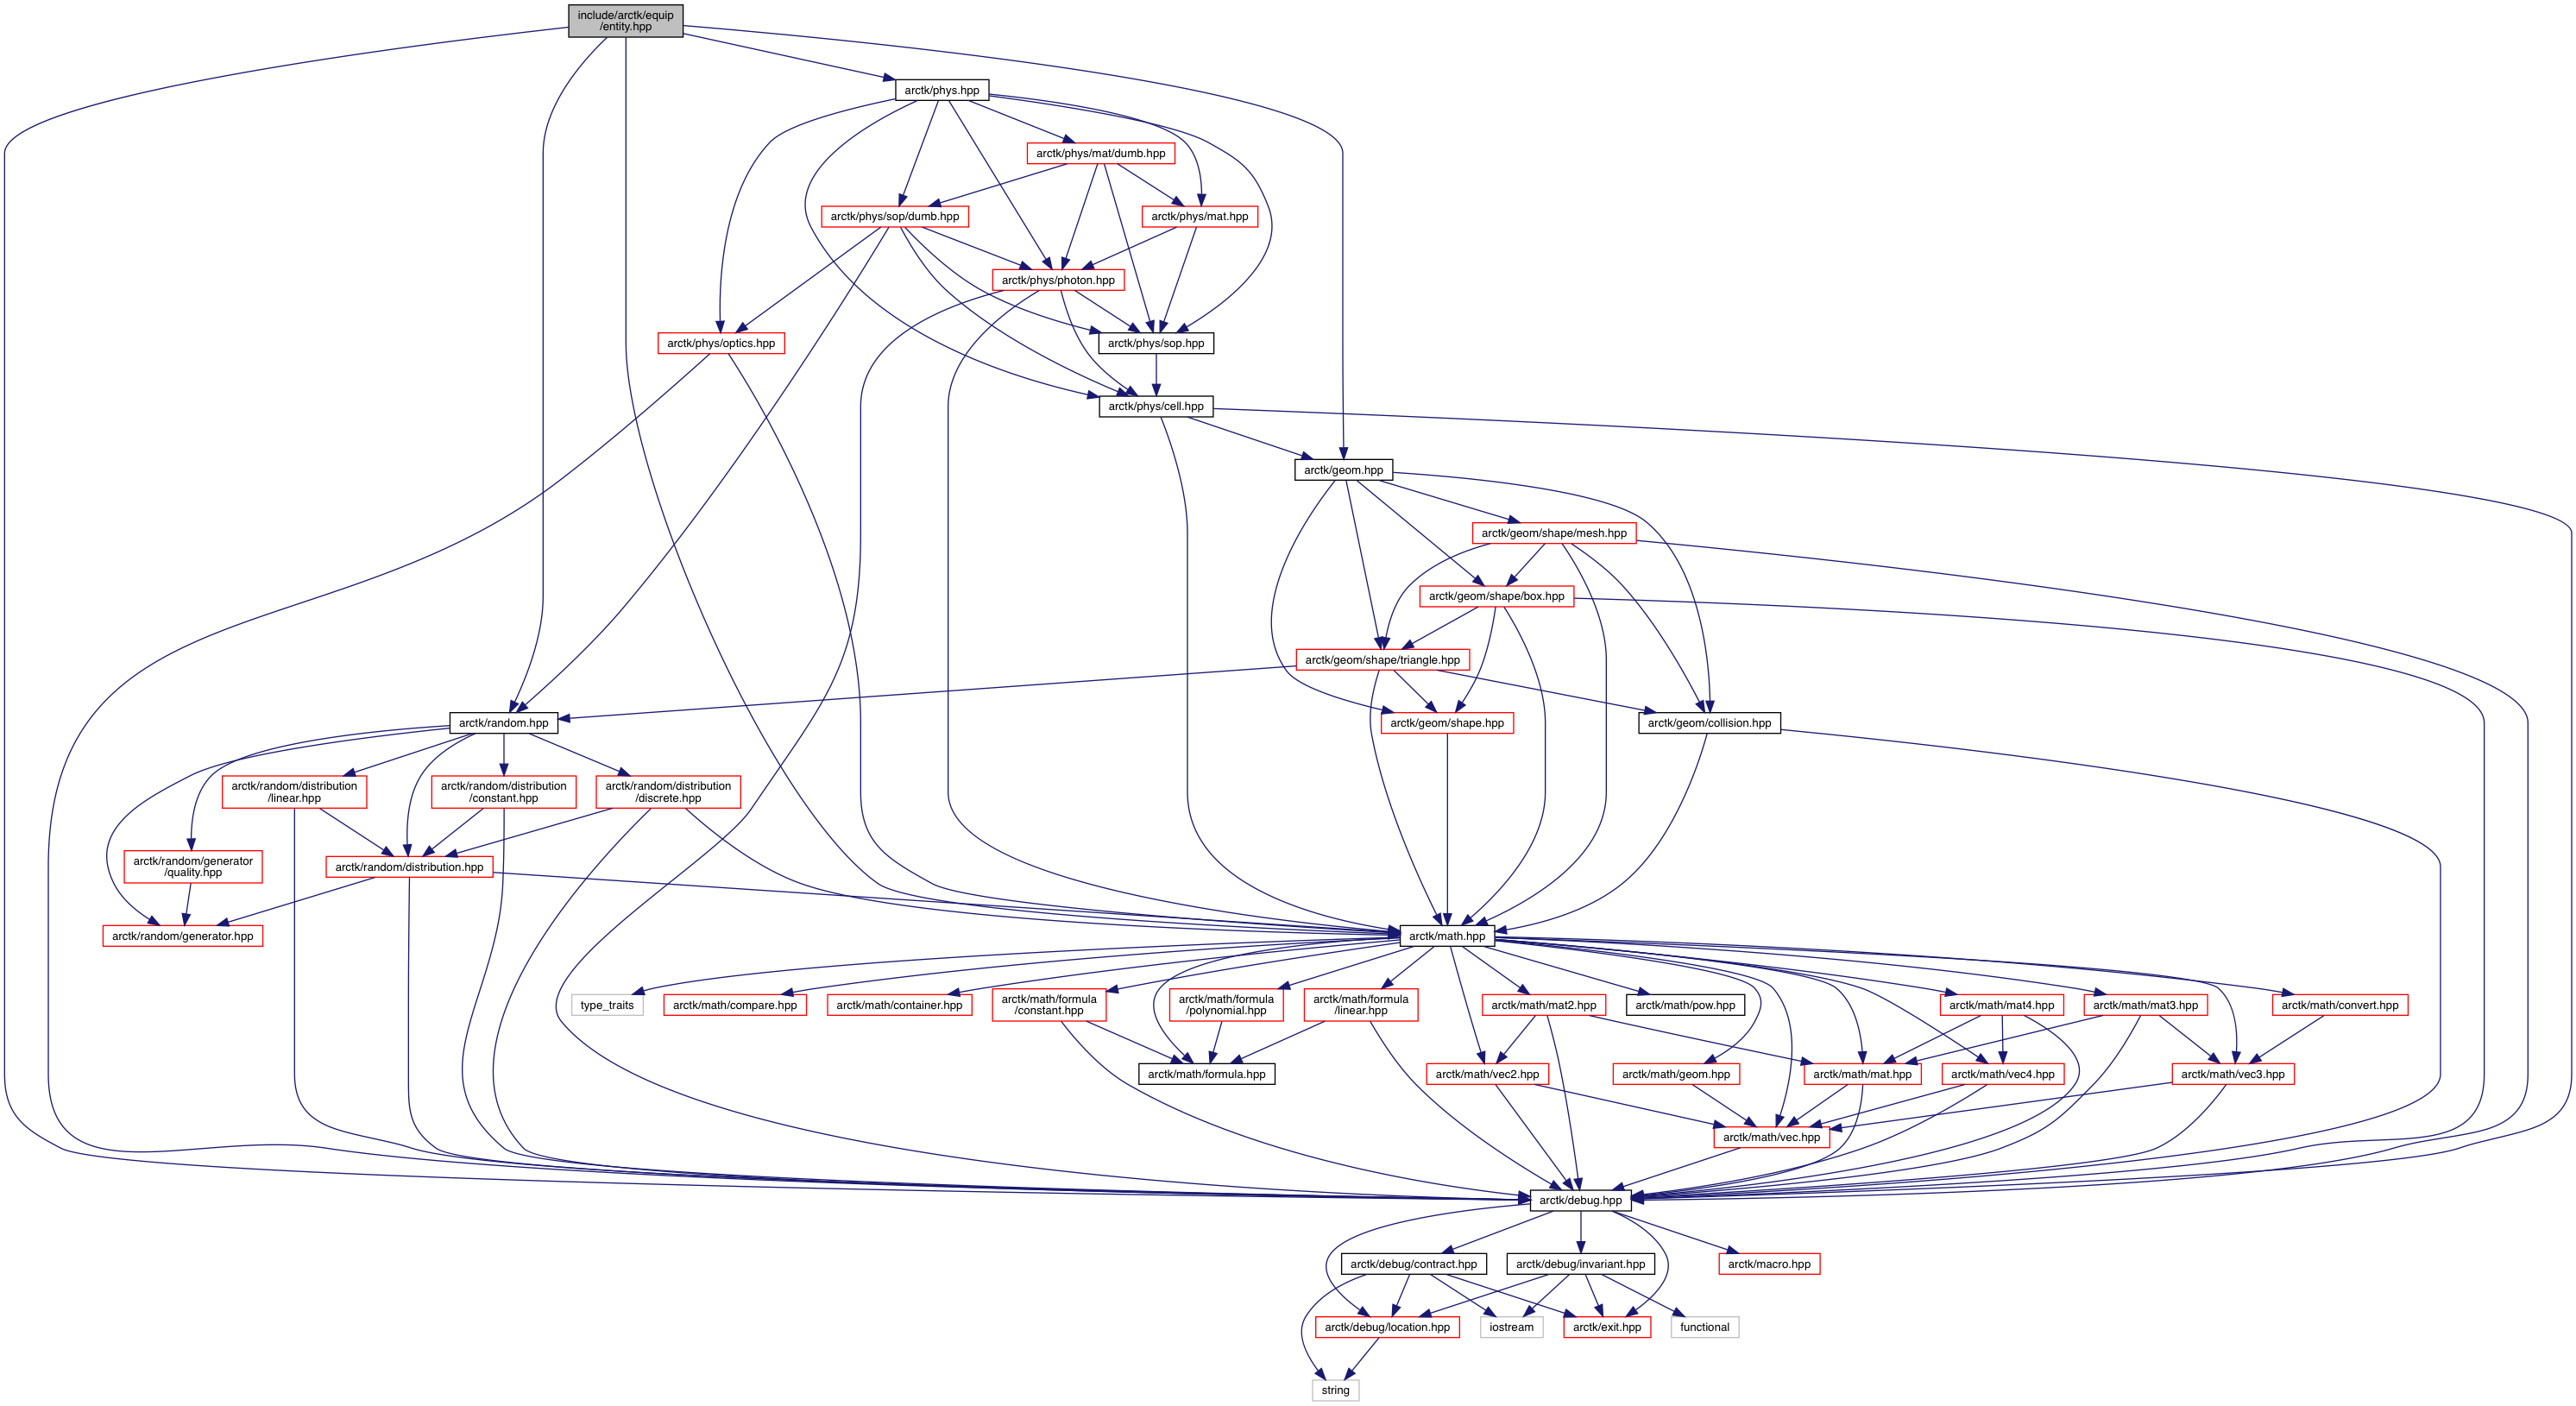 include/arctk/equip
/entity.hpp
arctk/phys.hpp
arctk/phys/mat/dumb.hpp
arctk/phys/sop/dumb.hpp
arctk/phys/mat.hpp
arctk/phys/photon.hpp
arctk/phys/optics.hpp
arctk/phys/sop.hpp
arctk/phys/cell.hpp
arctk/geom.hpp
arctk/geom/shape/mesh.hpp
arctk/geom/shape/box.hpp
arctk/geom/shape/triangle.hpp
arctk/random.hpp
arctk/geom/shape.hpp
arctk/geom/collision.hpp
arctk/random/distribution
/linear.hpp
arctk/random/distribution
/constant.hpp
arctk/random/distribution
/discrete.hpp
arctk/random/generator
/quality.hpp
arctk/random/distribution.hpp
arctk/random/generator.hpp
arctk/math.hpp
type_traits
arctk/math/compare.hpp
arctk/math/container.hpp
arctk/math/formula
/constant.hpp
arctk/math/formula
/polynomial.hpp
arctk/math/formula
/linear.hpp
arctk/math/mat2.hpp
arctk/math/pow.hpp
arctk/math/mat4.hpp
arctk/math/mat3.hpp
arctk/math/convert.hpp
arctk/math/formula.hpp
arctk/math/vec2.hpp
arctk/math/geom.hpp
arctk/math/mat.hpp
arctk/math/vec4.hpp
arctk/math/vec3.hpp
arctk/math/vec.hpp
arctk/debug.hpp
arctk/debug/contract.hpp
arctk/debug/invariant.hpp
arctk/macro.hpp
arctk/debug/location.hpp
iostream
arctk/exit.hpp
functional
string